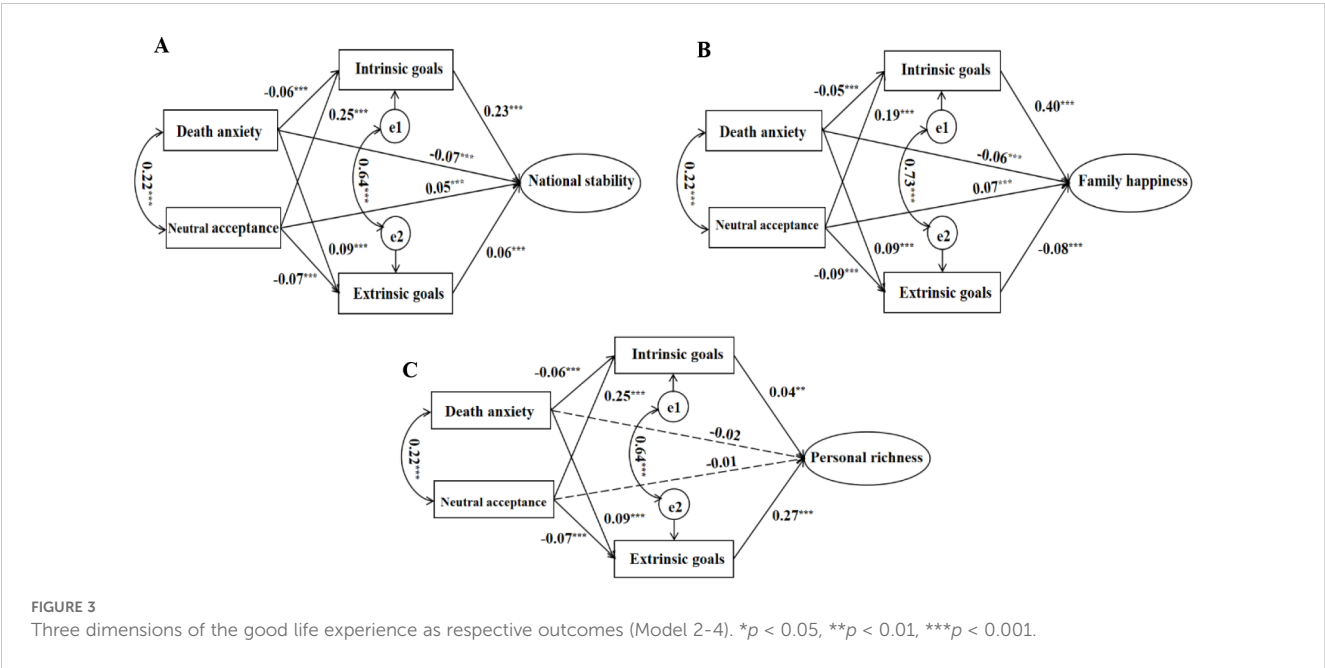 A
Intrinsic goals
-0.06***
0.25***
0.23***
e1
Death anxiety
-0.07***
0.22***
0.64***
National stability
0.05***
Neutral acceptance
e2
0.09***
0.06***
-0.07***
Extrinsic goals
B
Intrinsic goals
-0.05***
0.19***
0.40***
e1
Death anxiety
-0.06***
0.22***
0.73***
Family happiness
0.07***
Neutral acceptance
e2
0.09***
-0.08***
-0.09***
Extrinsic goals
C
Intrinsic goals
-0.06***
0.25***
0.04**
e1
Death anxiety
-0.02
0.22***
0.64***
Personal richness
-0.01
Neutral acceptance
e2
0.09***
0.27***
-0.07***
Extrinsic goals
FIGURE 3
Three dimensions of the good life experience as respective outcomes (Model 2-4). *p < 0.05, **p < 0.01, ***p < 0.001.